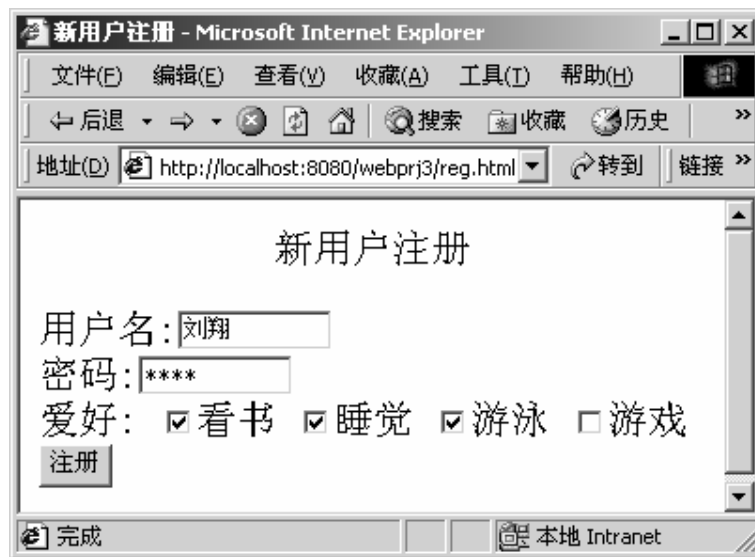 新用户注册 - Microsoft Internet Explorer
文件(F) 编辑(E) 查看(V) 收藏(A) 工具(T) 帮助(H)
后退 搜索 收藏 历史 »
地址(D) http://localhost:8080/webprj3/reg.html 转到 链接 »
新用户注册
用户名:刘翔
密码:****
爱好: 看书 睡觉 游泳 游戏
注册
完成 本地 Intranet